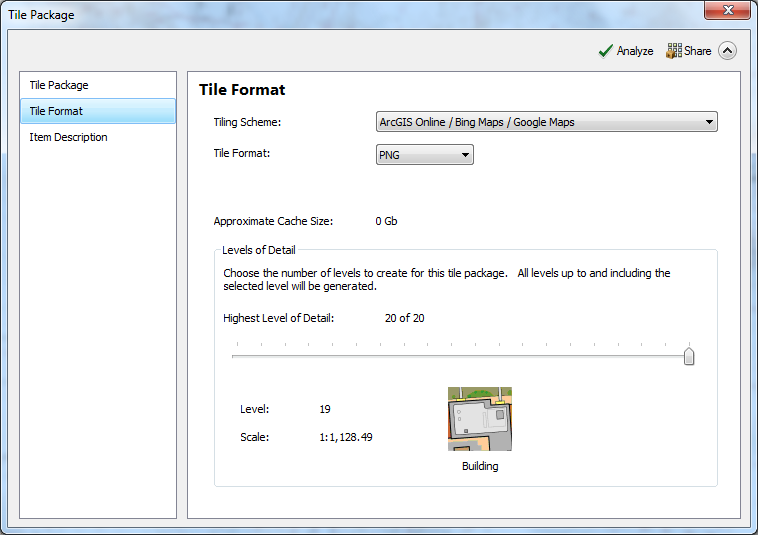 Tile Package
Analyze Share
Tile Package
Tile Format
Item Description
Tile Format
Tiling Scheme: ArcGIS Online / Bing Maps / Google Maps
Tile Format: PNG
Approximate Cache Size: 0 Gb
Levels of Detail
Choose the number of levels to create for this tile package. All levels up to and including the
selected level will be generated.
Highest Level of Detail: 20 of 20
Level: 19
Scale: 1:1,128.49
Building